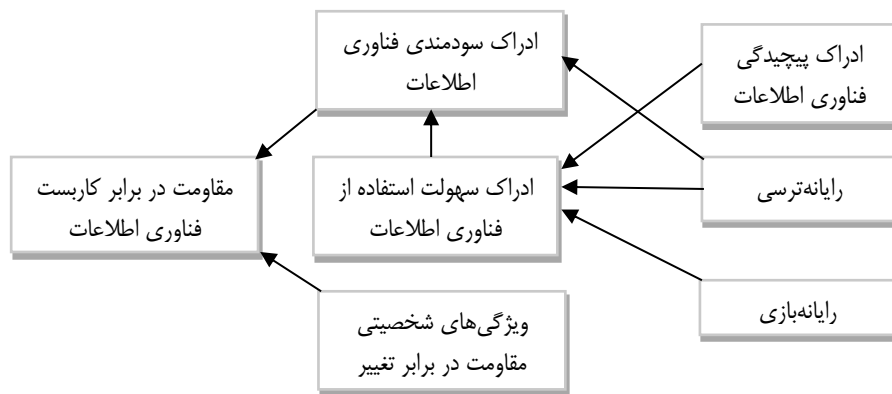 ادراک پیچیدگی
فناوری اطلاعات
رایانه‌ترسی
رایانه‌بازی
ادراک سودمندی فناوری
اطلاعات
ادراک سهولت استفاده از
فناوری اطلاعات
ویژگی‌های شخصیتی
مقاومت در برابر تغییر
مقاومت در برابر کاربست
فناوری اطلاعات